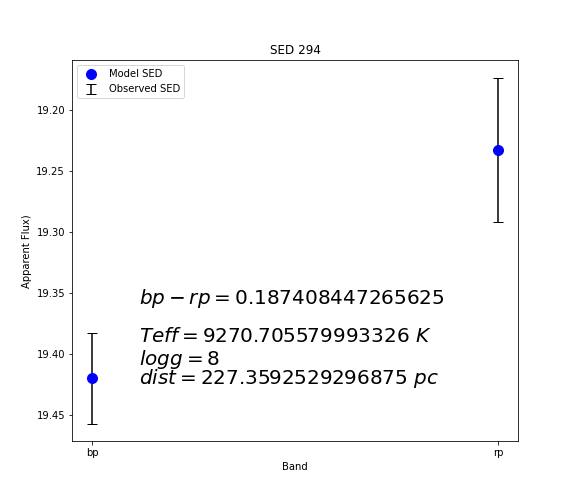 SED 294
Model SED
Observed SED
19.20
19.25
19.30
19.35
19.40
19.45
Apparent Flux)
bp − rp = 0.187408447265625
Teff = 9270.705579993326 K
logg = 8
dist = 227.3592529296875 pc
bp
rp
Band